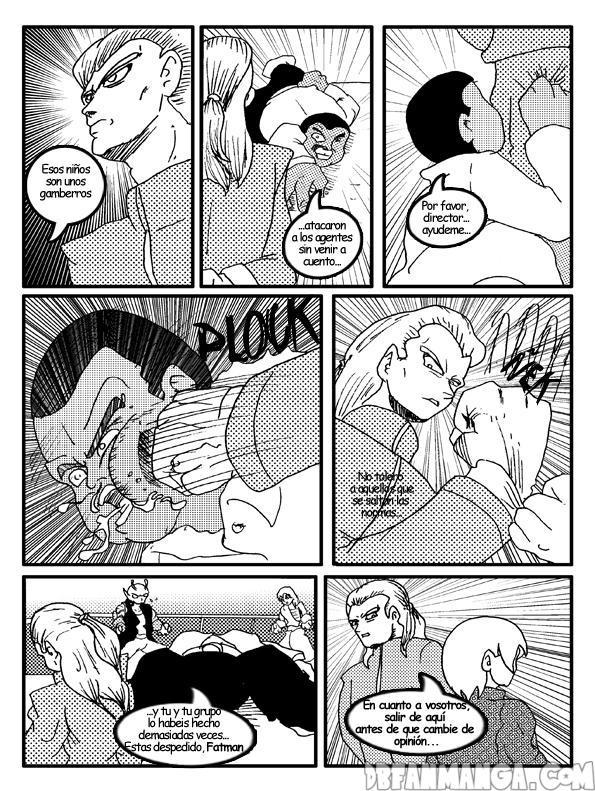 Esos niños
son unos
gamberros
...atacaron
a los agentes
sin venir a
cuento...
Por favor,
director...
ayudeme...
PLOCK
ÑEK
No tolero
a aquellos que
se saltan las
normas...
...y tu y tu grupo
lo habeis hecho
demasiadas veces...
Estas despedido, Fatman
En cuanto a vosotros,
salir de aquí
antes de que cambie de
opinión...
DBFANMANGA.COM